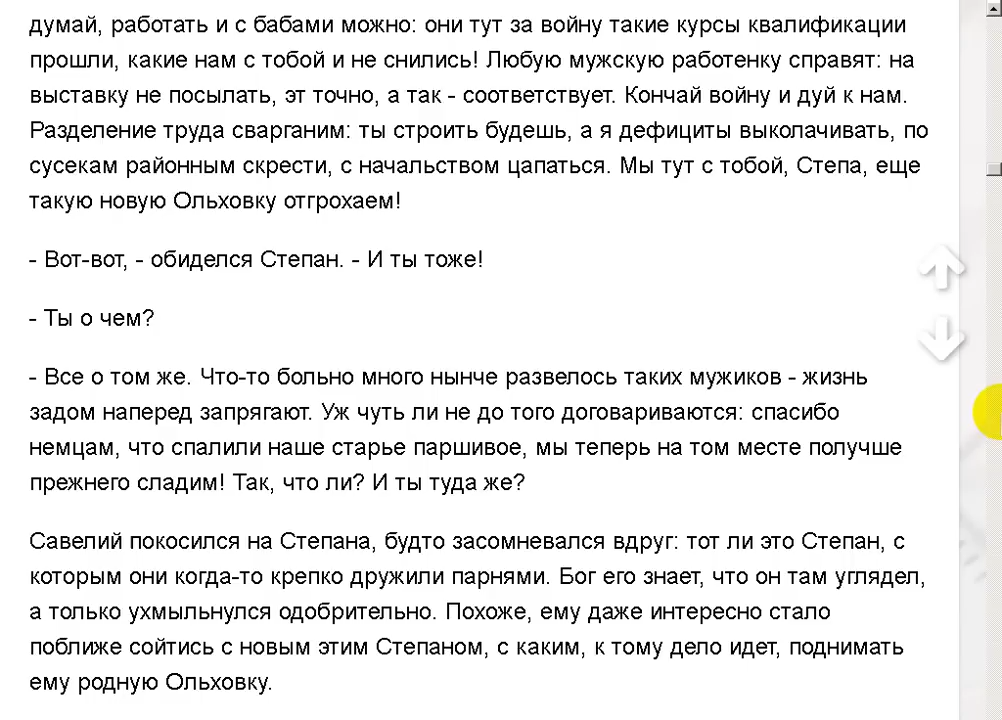 думай, работать и с бабами можно: они тут за войну такие курсы квалификации
прошли, какие нам с тобой и не снились! Любую мужскую работенку справят: на
выставку не посылать, эт точно, а так - соответствует. Кончай войну и дуй к нам.
Разделение труда сварганим: ты строить будешь, а я дефициты выколачивать, по
сусекам районным скрести, с начальством цапаться. Мы тут с тобой, Степа, еще
такую новую Ольховку отгрохаем!
- Вот-вот, - обиделся Степан. - И ты тоже!
- Ты о чем?
- Все о том же. Что-то больно много нынче развелось таких мужиков - жизнь
задом наперед запрягают. Уж чуть ли не до того договариваются: спасибо
немцам, что спалили наше старье паршивое, мы теперь на том месте получше
прежнего сладим! Так, что ли? И ты туда же?
Савелий покосился на Степана, будто засомневался вдруг: тот ли это Степан, с
которым они когда-то крепко дружили парнями. Бог его знает, что он там углядел,
а только ухмыльнулся одобрительно. Похоже, ему даже интересно стало
поближе сойтись с новым этим Степаном, с каким, к тому дело идет, поднимать
ему родную Ольховку.